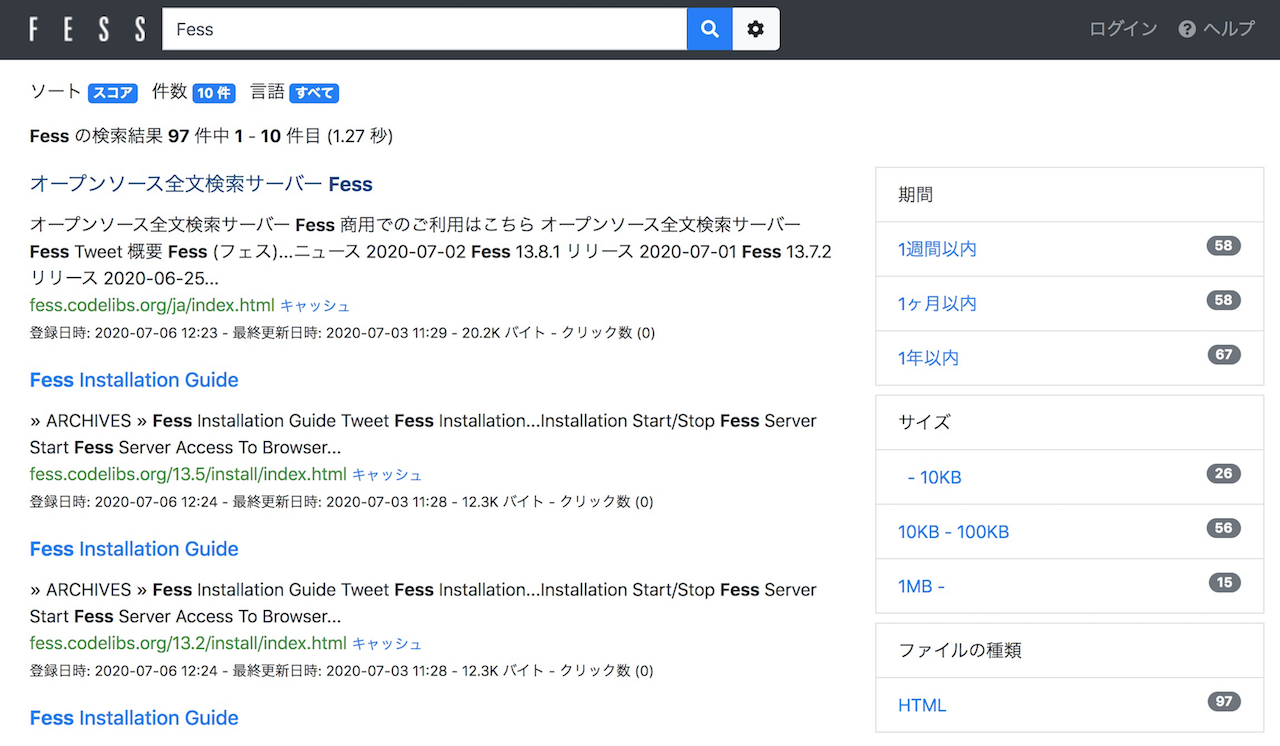 FESS
Fess
ログイン
ヘルプ
ソート スコア 件数 10 件 言語 すべて
Fess の検索結果 97 件中 1 - 10 件目 (1.27 秒)
オープンソース全文検索サーバー Fess
オープンソース全文検索サーバー Fess 商用でのご利用はこちら オープンソース全文検索サーバー
Fess Tweet 概要 Fess (フェス)...ニュース 2020-07-02 Fess 13.8.1 リリース 2020-07-01 Fess 13.7.2
リリース 2020-06-25...
fess.codelibs.org/ja/index.html キャッシュ
登録日時: 2020-07-06 12:23 - 最終更新日時: 2020-07-03 11:29 - 20.2K バイト - クリック数 (0)
Fess Installation Guide
» ARCHIVES » Fess Installation Guide Tweet Fess Installation...Installation Start/Stop Fess Server
Start Fess Server Access To Browser...
fess.codelibs.org/13.5/install/index.html キャッシュ
登録日時: 2020-07-06 12:24 - 最終更新日時: 2020-07-03 11:28 - 12.3K バイト - クリック数 (0)
Fess Installation Guide
» ARCHIVES » Fess Installation Guide Tweet Fess Installation...Installation Start/Stop Fess Server
Start Fess Server Access To Browser...
fess.codelibs.org/13.2/install/index.html キャッシュ
登録日時: 2020-07-06 12:24 - 最終更新日時: 2020-07-03 11:28 - 12.3K バイト - クリック数 (0)
Fess Installation Guide
期間
1週間以内 58
1ヶ月以内 58
1年以内 67
サイズ
- 10KB 26
10KB - 100KB 56
1MB - 15
ファイルの種類
HTML 97